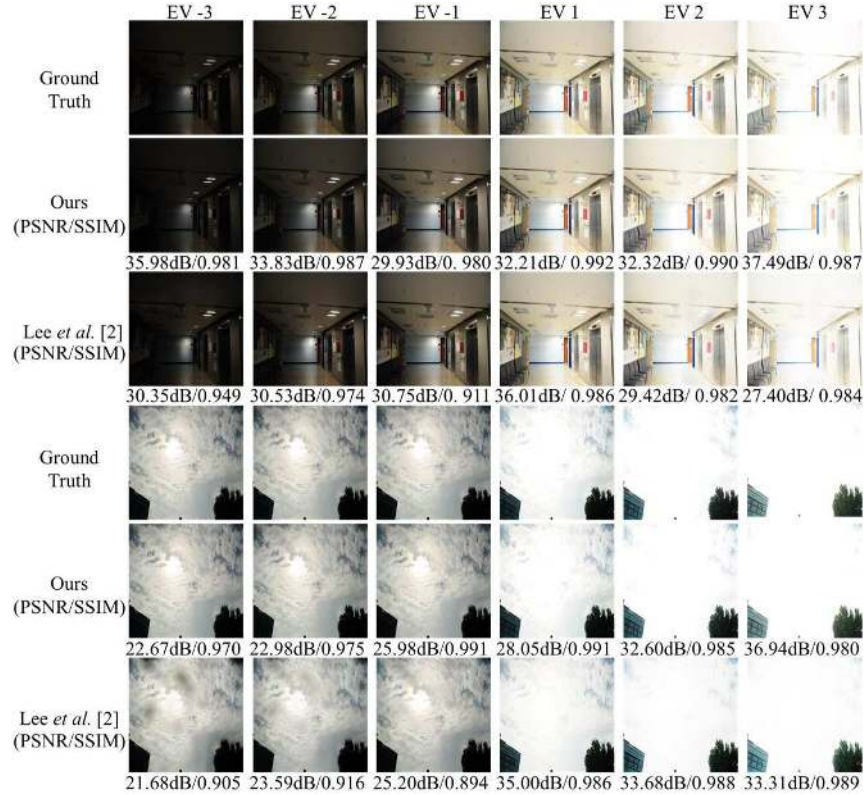 EV -3 EV -2 EV -1 EV 1 EV 2 EV 3
Ground
Truth
Ours
(PSNR/SSIM)
35.98dB/0.981 33.83dB/0.987 29.93dB/0. 980 32.21dB/ 0.992 32.32dB/ 0.990 37.49dB/ 0.987
Lee et al. [2]
(PSNR/SSIM)
30.35dB/0.949 30.53dB/0.974 30.75dB/0. 911 36.01dB/ 0.986 29.42dB/ 0.982 27.40dB/ 0.984
Ground
Truth
Ours
(PSNR/SSIM)
22.67dB/0.970 22.98dB/0.975 25.98dB/0.991 28.05dB/0.991 32.60dB/0.985 36.94dB/0.980
Lee et al. [2]
(PSNR/SSIM)
21.68dB/0.905 23.59dB/0.916 25.20dB/0.894 35.00dB/0.986 33.68dB/0.988 33.31dB/0.989